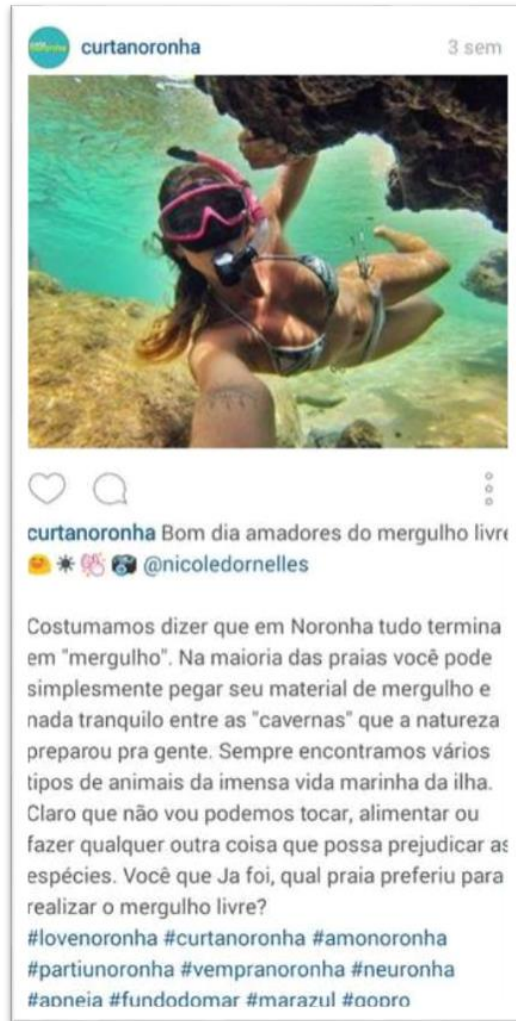 curtanoronha 3 sem
curtanoronha Bom dia amadores do mergulho livre
@nicoledornelles
Costumamos dizer que em Noronha tudo termina
em "mergulho". Na maioria das praias você pode
simplesmente pegar seu material de mergulho e
nada tranquilo entre as "cavernas" que a natureza
preparou pra gente. Sempre encontramos vários
tipos de animais da imensa vida marinha da ilha.
Claro que não vou podemos tocar, alimentar ou
fazer qualquer outra coisa que possa prejudicar as
espécies. Você que Ja foi, qual praia preferiu para
realizar o mergulho livre?
#lovenoronha #curtanoronha #amonoronha
#partiunoronha #vempranoronha #neuronha
#apneia #fundodomar #marazul #gopro